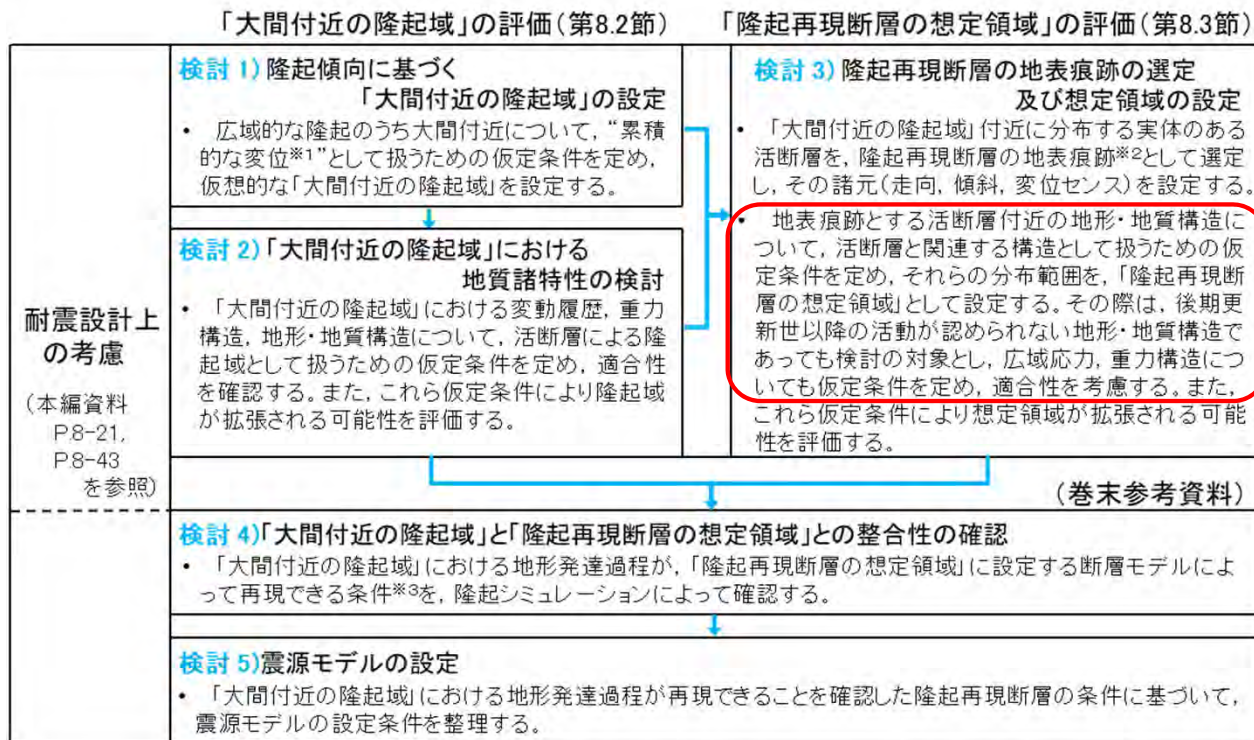 「大間付近の隆起域」の評価(第8.2節)
「隆起再現断層の想定領域」の評価(第8.3節)
耐震設計上
の考慮
(本編資料
P.8-21,
P.8-43
を参照)
検討 1) 隆起傾向に基づく
「大間付近の隆起域」の設定
• 広域的な隆起のうち大間付近について,“累積
的な変位※1”として扱うための仮定条件を定め,
仮想的な「大間付近の隆起域」を設定する。
検討 2)「大間付近の隆起域」における
地質諸特性の検討
• 「大間付近の隆起域」における変動履歴, 重力
構造, 地形・地質構造について, 活断層による隆
起域として扱うための仮定条件を定め, 適合性
を確認する。また, これら仮定条件により隆起域
が拡張される可能性を評価する。
検討 3) 隆起再現断層の地表痕跡の選定
及び想定領域の設定
• 「大間付近の隆起域」付近に分布する実体のある
活断層を, 隆起再現断層の地表痕跡※2として選定
し, その諸元(走向, 傾斜, 変位センス)を設定する。
• 地表痕跡とする活断層付近の地形・地質構造に
ついて, 活断層と関連する構造として扱うための仮
定条件を定め, それらの分布範囲を, 「隆起再現断
層の想定領域」として設定する。その際は, 後期更
新世以降の活動が認められない地形・地質構造で
あっても検討の対象とし, 広域応力, 重力構造につ
いても仮定条件を定め, 適合性を考慮する。また,
これら仮定条件により想定領域が拡張される可能
性を評価する。
(巻末参考資料)
検討 4)「大間付近の隆起域」と「隆起再現断層の想定領域」との整合性の確認
• 「大間付近の隆起域」における地形発達過程が, 「隆起再現断層の想定領域」に設定する断層モデルによ
って再現できる条件※3を, 隆起シミュレーションによって確認する。
検討 5)震源モデルの設定
• 「大間付近の隆起域」における地形発達過程が再現できることを確認した隆起再現断層の条件に基づいて,
震源モデルの設定条件を整理する。